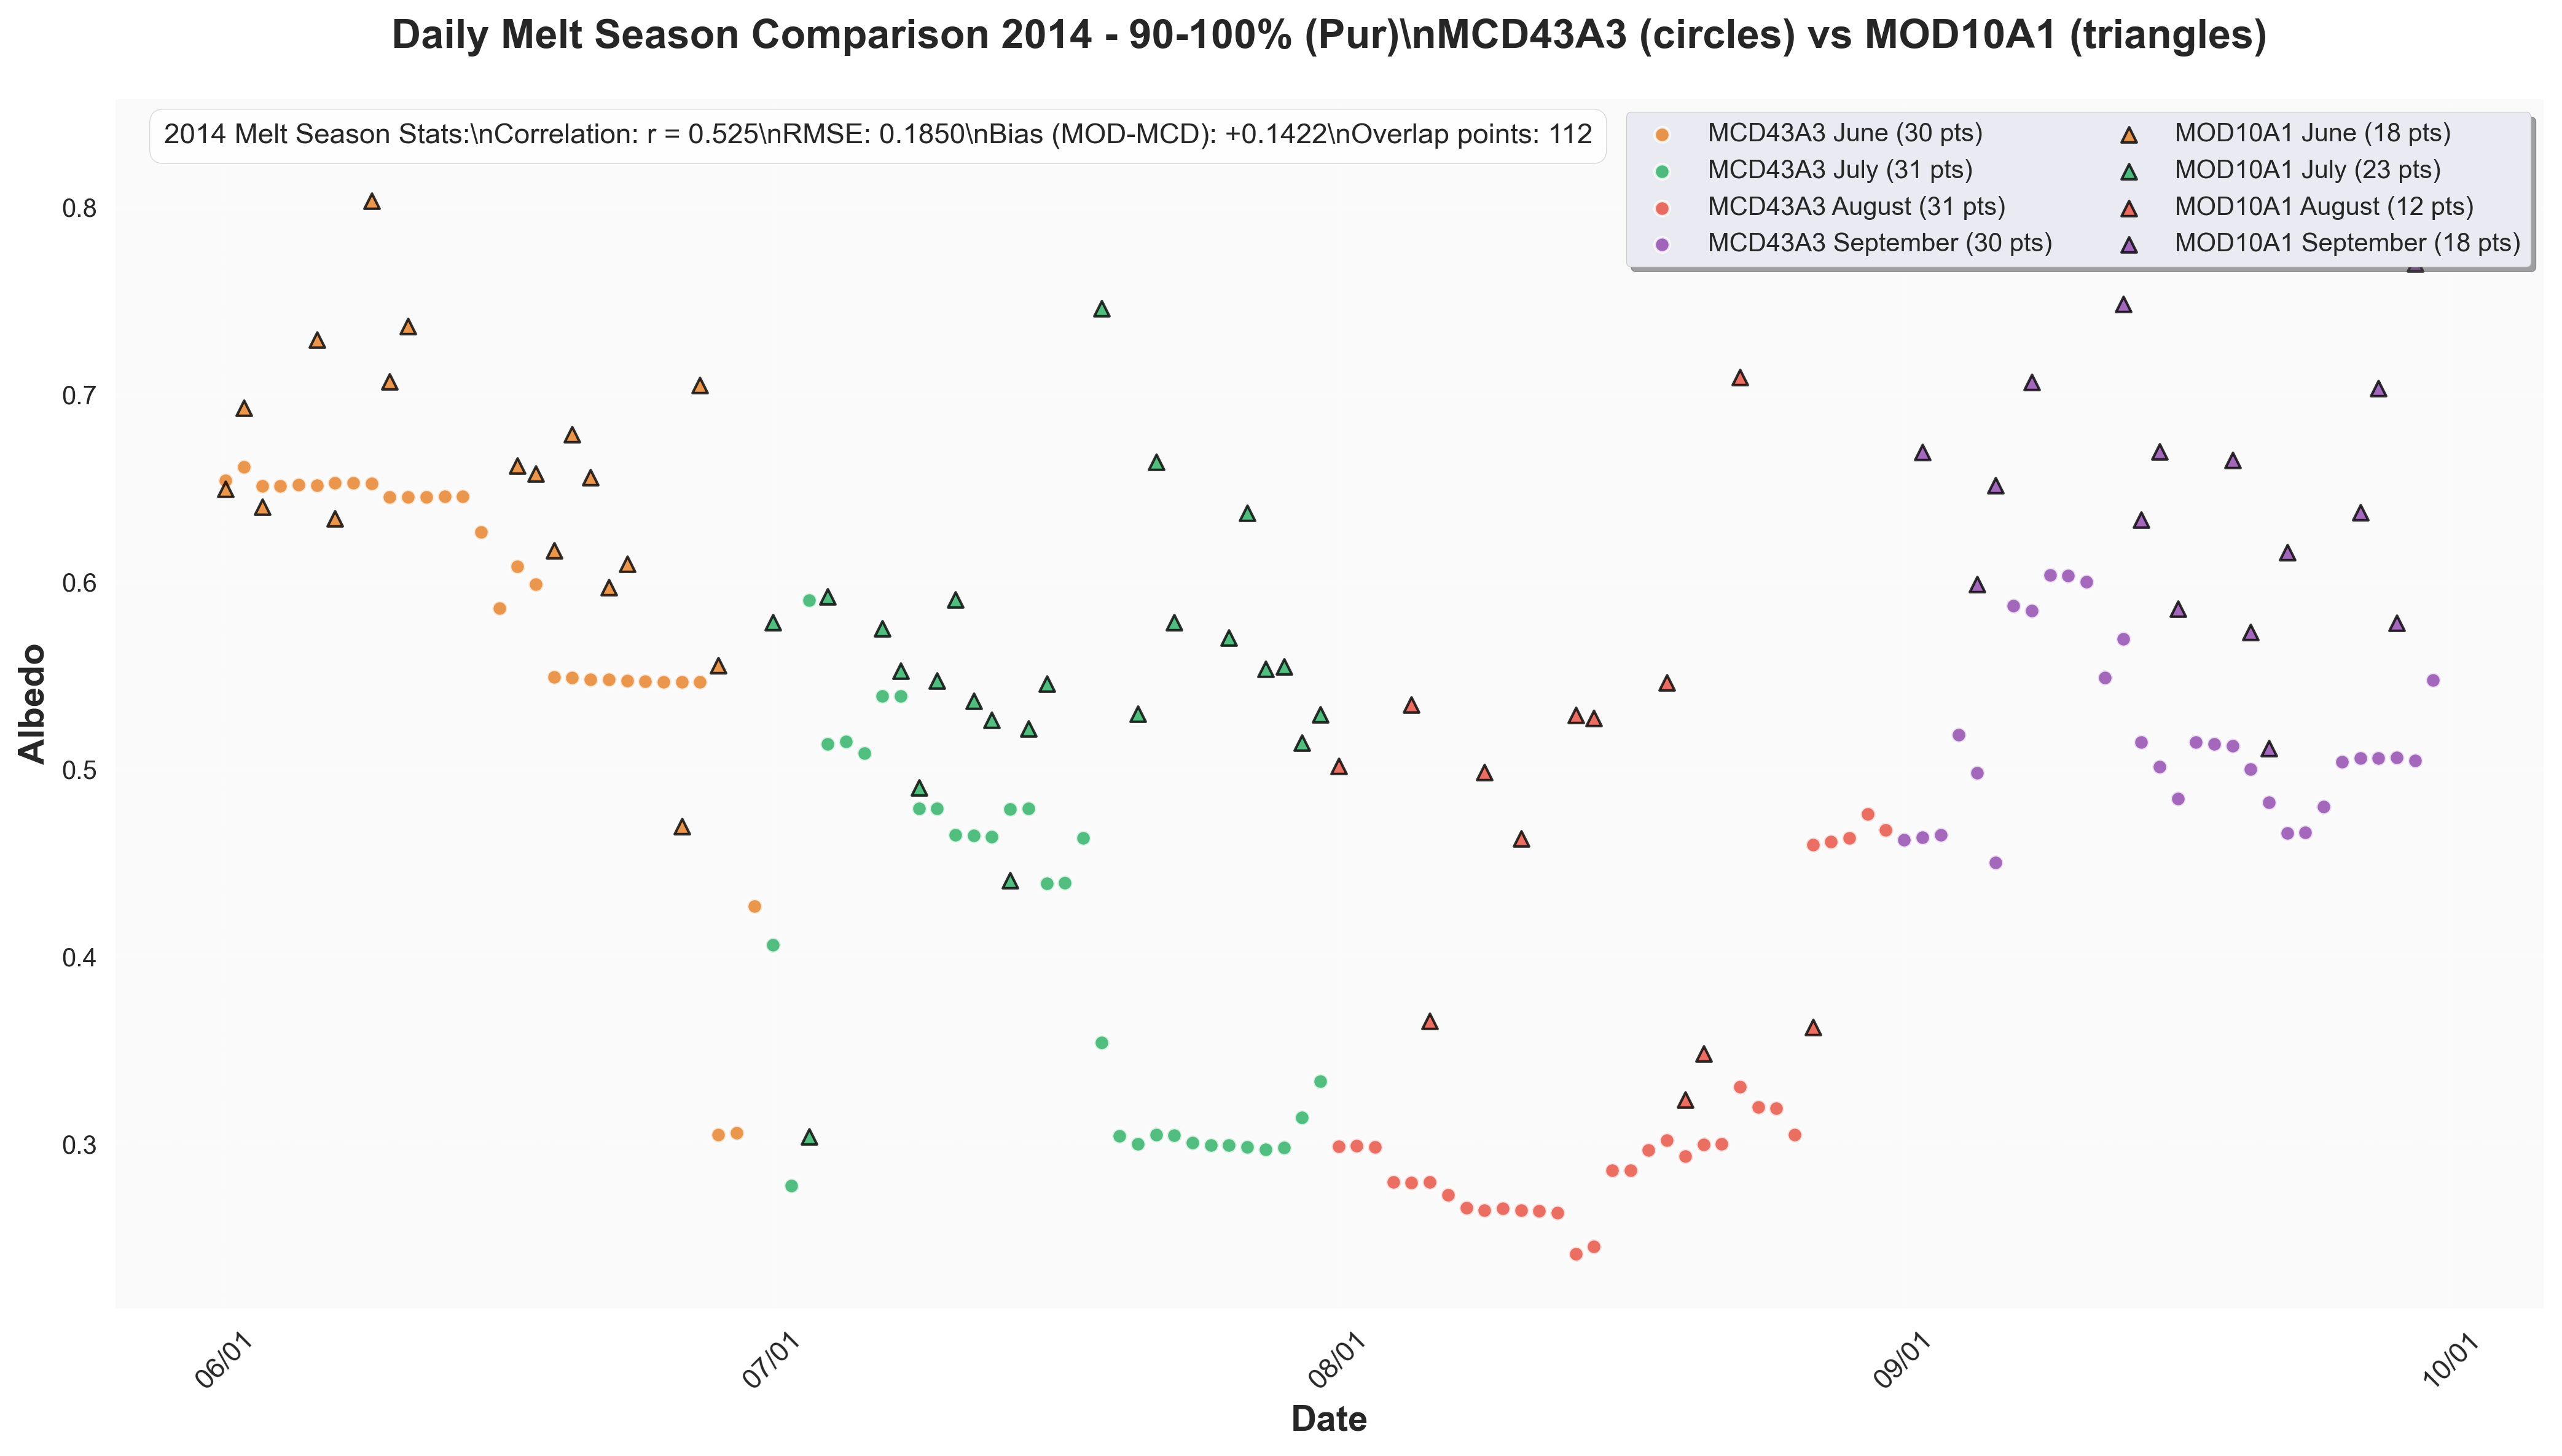 Daily Melt Season Comparison 2014 - 90-100% (Pur)\nMCD43A3 (circles) vs MOD10A1 (triangles)
2014 Melt Season Stats:\nCorrelation: r = 0.525\nRMSE: 0.1850\nBias (MOD-MCD): +0.1422\nOverlap points: 112
MCD43A3 June (30 pts)
MCD43A3 July (31 pts)
MCD43A3 August (31 pts)
MCD43A3 September (30 pts)
MOD10A1 June (18 pts)
MOD10A1 July (23 pts)
MOD10A1 August (12 pts)
MOD10A1 September (18 pts)
Albedo
0.8
0.7
0.6
0.5
0.4
0.3
06/01
07/01
08/01
09/01
10/01
Date